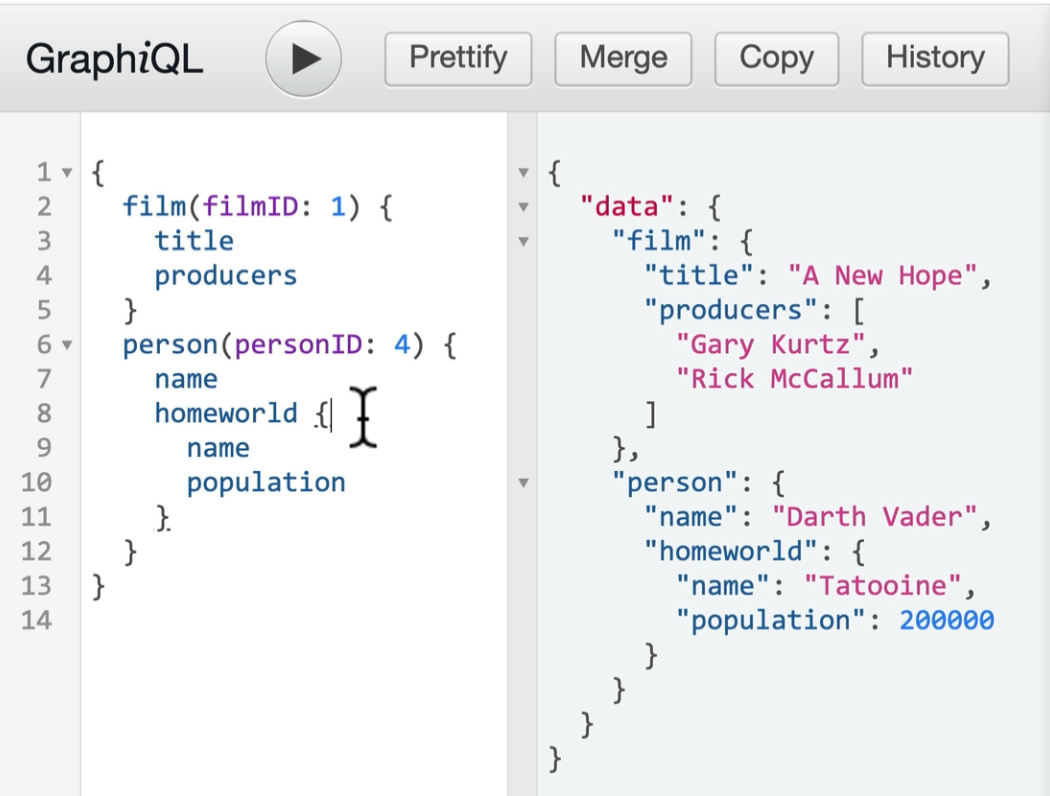 GraphiQL Prettify Merge Copy History
1 {
2 film(filmID: 1) {
3 title
4 producers
5 }
6 person(personID: 4) {
7 name
8 homeworld {
9 name
10 population
11 }
12 }
13 }
14
{
"data": {
"film": {
"title": "A New Hope",
"producers": [
"Gary Kurtz",
"Rick McCallum"
]
},
"person": {
"name": "Darth Vader",
"homeworld": {
"name": "Tatooine",
"population": 200000
}
}
}
}